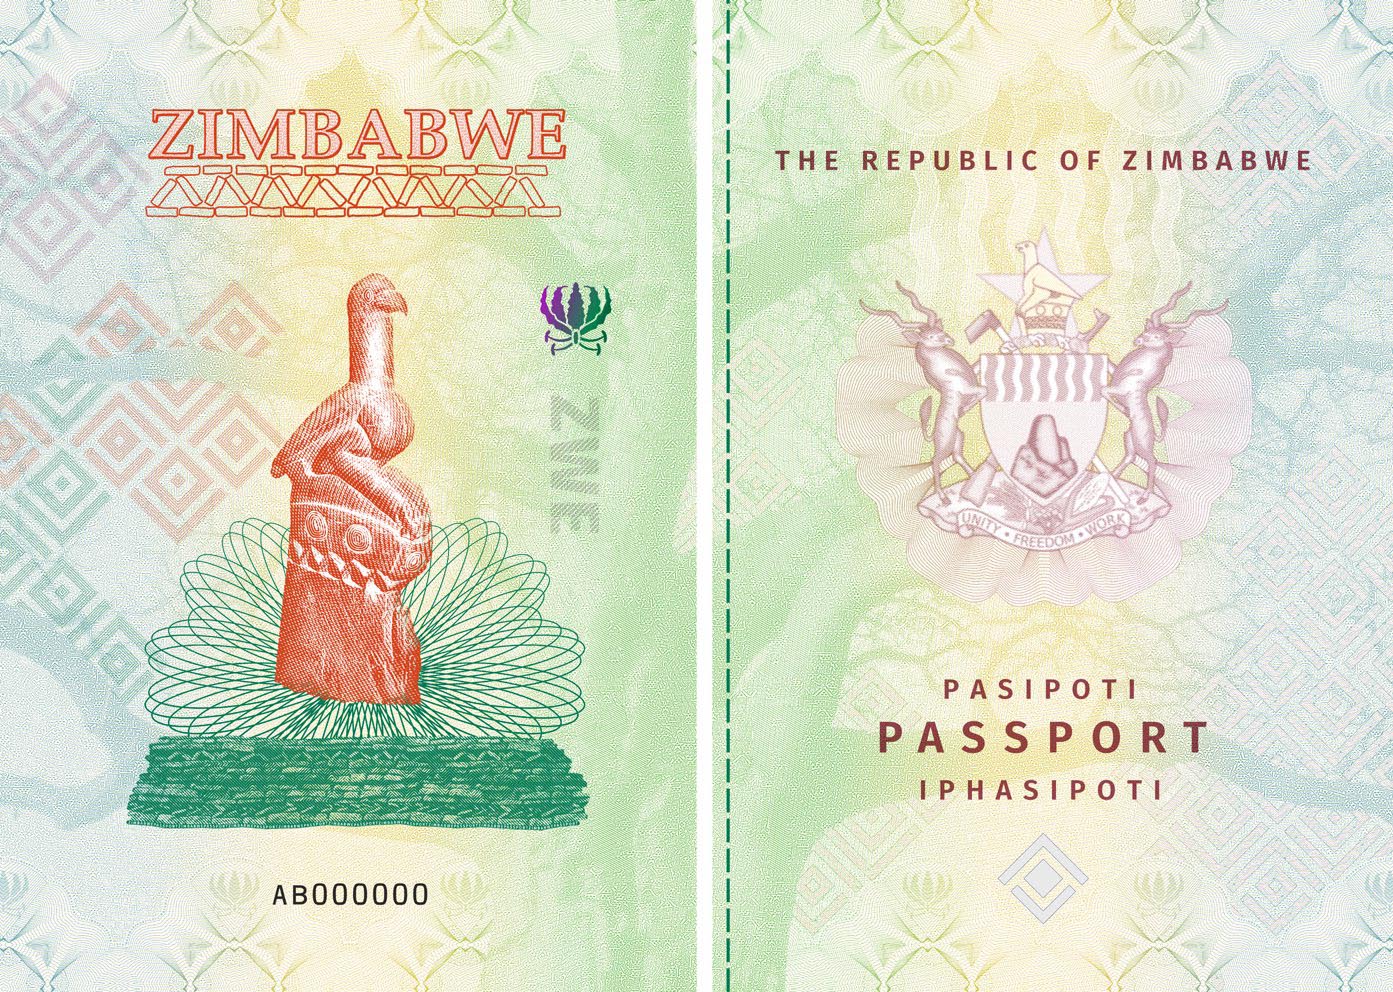 ZIMBABWE
ZWE
AB000000
THE REPUBLIC OF ZIMBABWE
UNITY • FREEDOM • WORK
PASIPOTI
PASSPORT
IPHASIPOTI